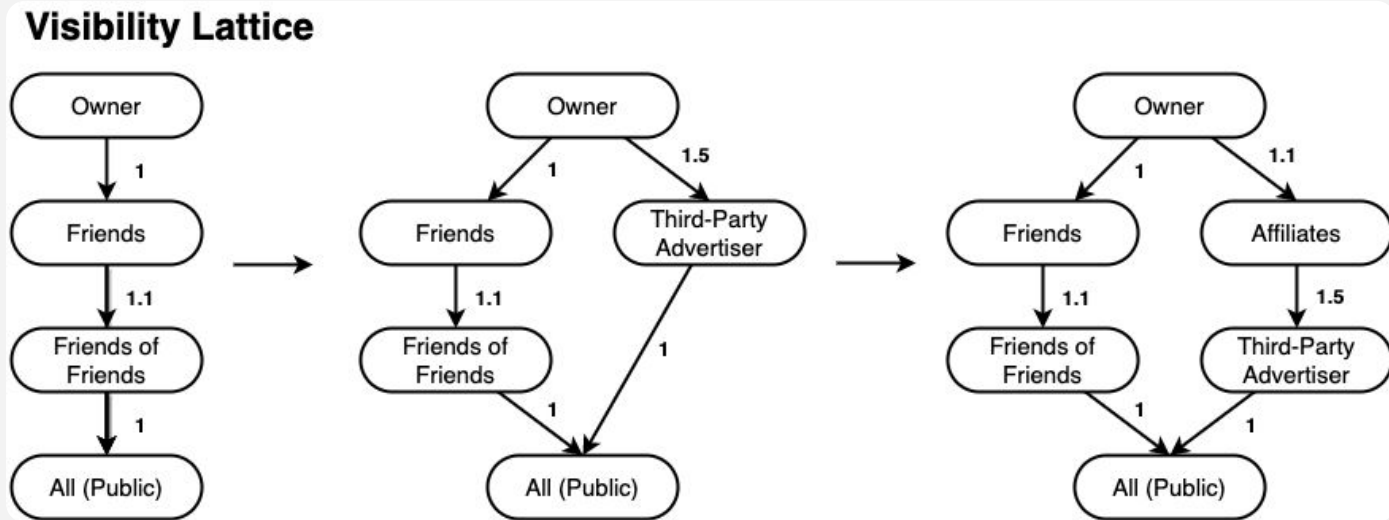 Visibility Lattice
Owner
1
Friends
1.1
Friends of
Friends
1
All (Public)
Owner
1
1.5
Friends
Third-Party
Advertiser
1.1
Friends of
Friends
1
1
All (Public)
Owner
1
1.1
Friends
Affiliates
1.1
1.5
Friends of
Friends
Third-Party
Advertiser
1
1
All (Public)